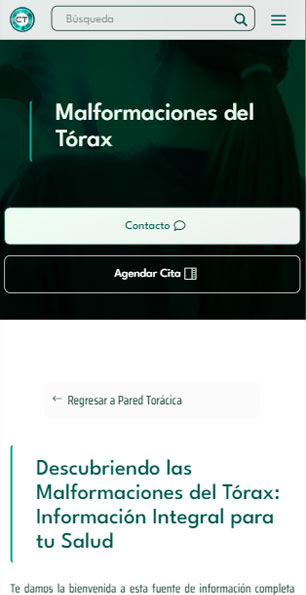 CT
Búsqueda
Malformaciones del
Tórax
Contacto
Agendar Cita
← Regresar a Pared Torácica
Descubriendo las
Malformaciones del Tórax:
Información Integral para
tu Salud
Te damos la bienvenida a esta fuente de información completa